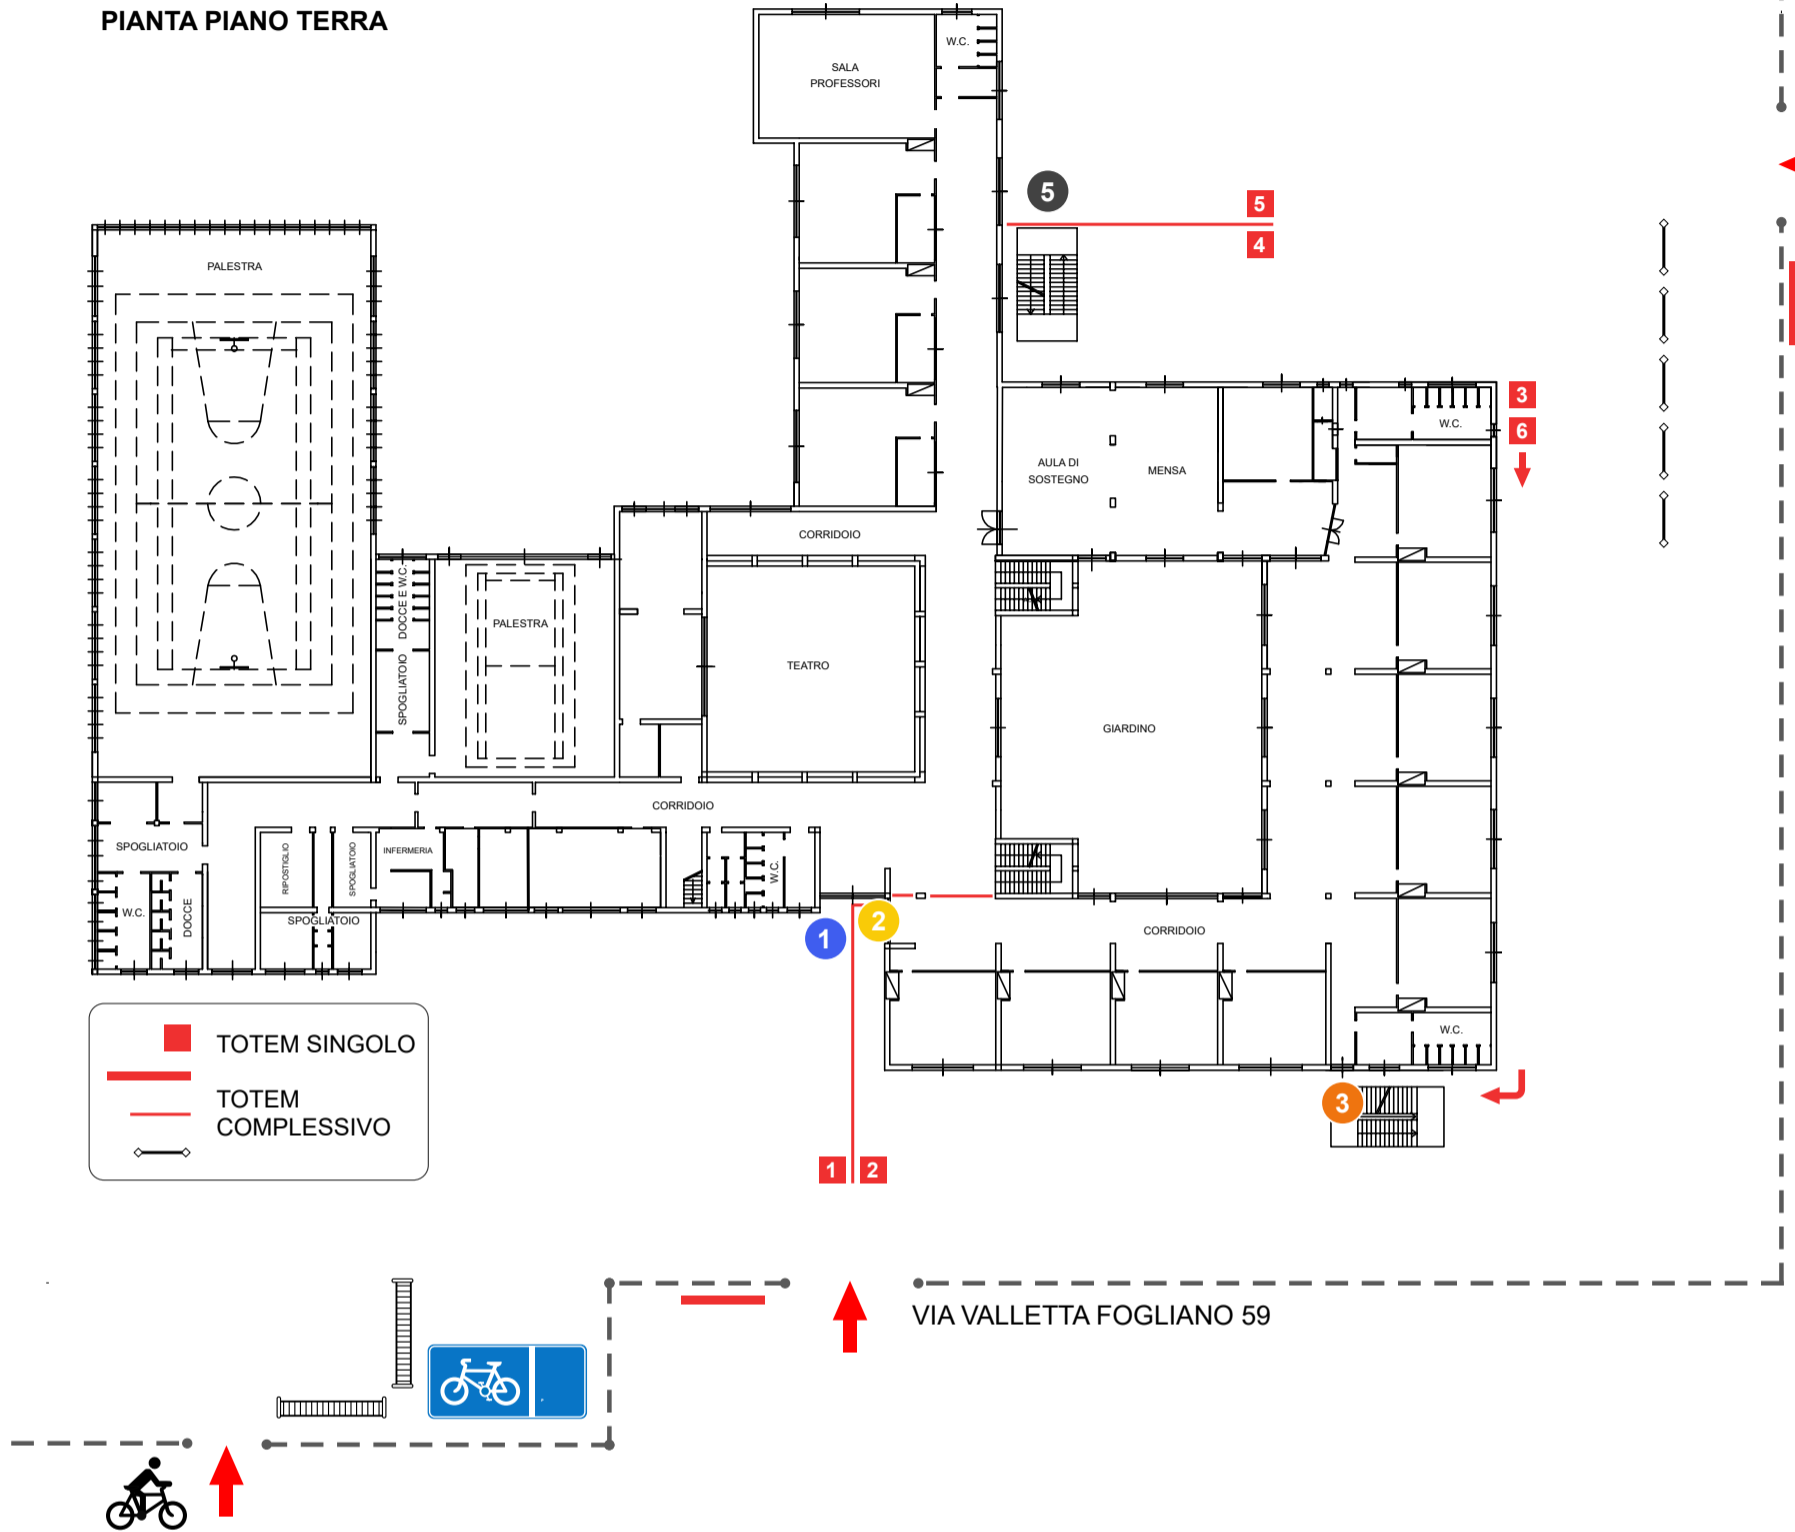 PIANTA PIANO TERRA
W.C.
SALA
PROFESSORI
5
5
4
PALESTRA
3
6
W.C.
AULA DI
SOSTEGNO
MENSA
CORRIDOIO
DOCCE E W.C.
PALESTRA
SPOGLIATOIO
TEATRO
GIARDINO
CORRIDOIO
SPOGLIATOIO
RIPOSTIGLIO
SPOGLIATOIO
INFERMERIA
W.C.
W.C.
DOCCE
SPOGLIATOIO
1
2
CORRIDOIO
W.C.
3
TOTEM SINGOLO
TOTEM
COMPLESSIVO
1
2
VIA VALLETTA FOGLIANO 59